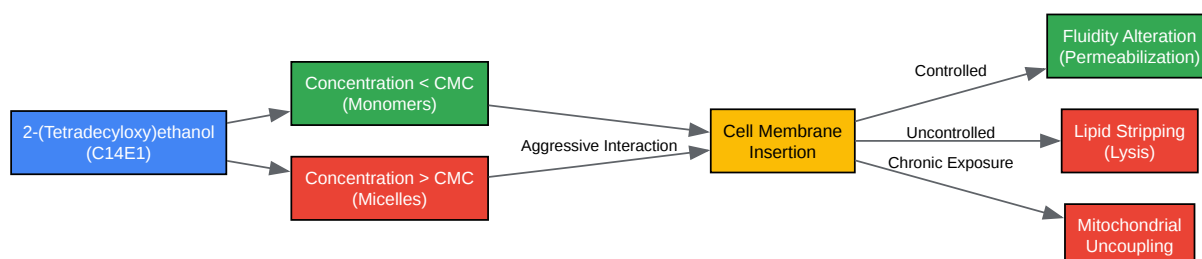 2-(Tetradecyloxy)ethanol
(C14E1)
Concentration < CMC
(Monomers)
Concentration > CMC
(Micelles)
Aggressive Interaction
Cell Membrane
Insertion
Controlled
Uncontrolled
Chronic Exposure
Fluidity Alteration
(Permeabilization)
Lipid Stripping
(Lysis)
Mitochondrial
Uncoupling